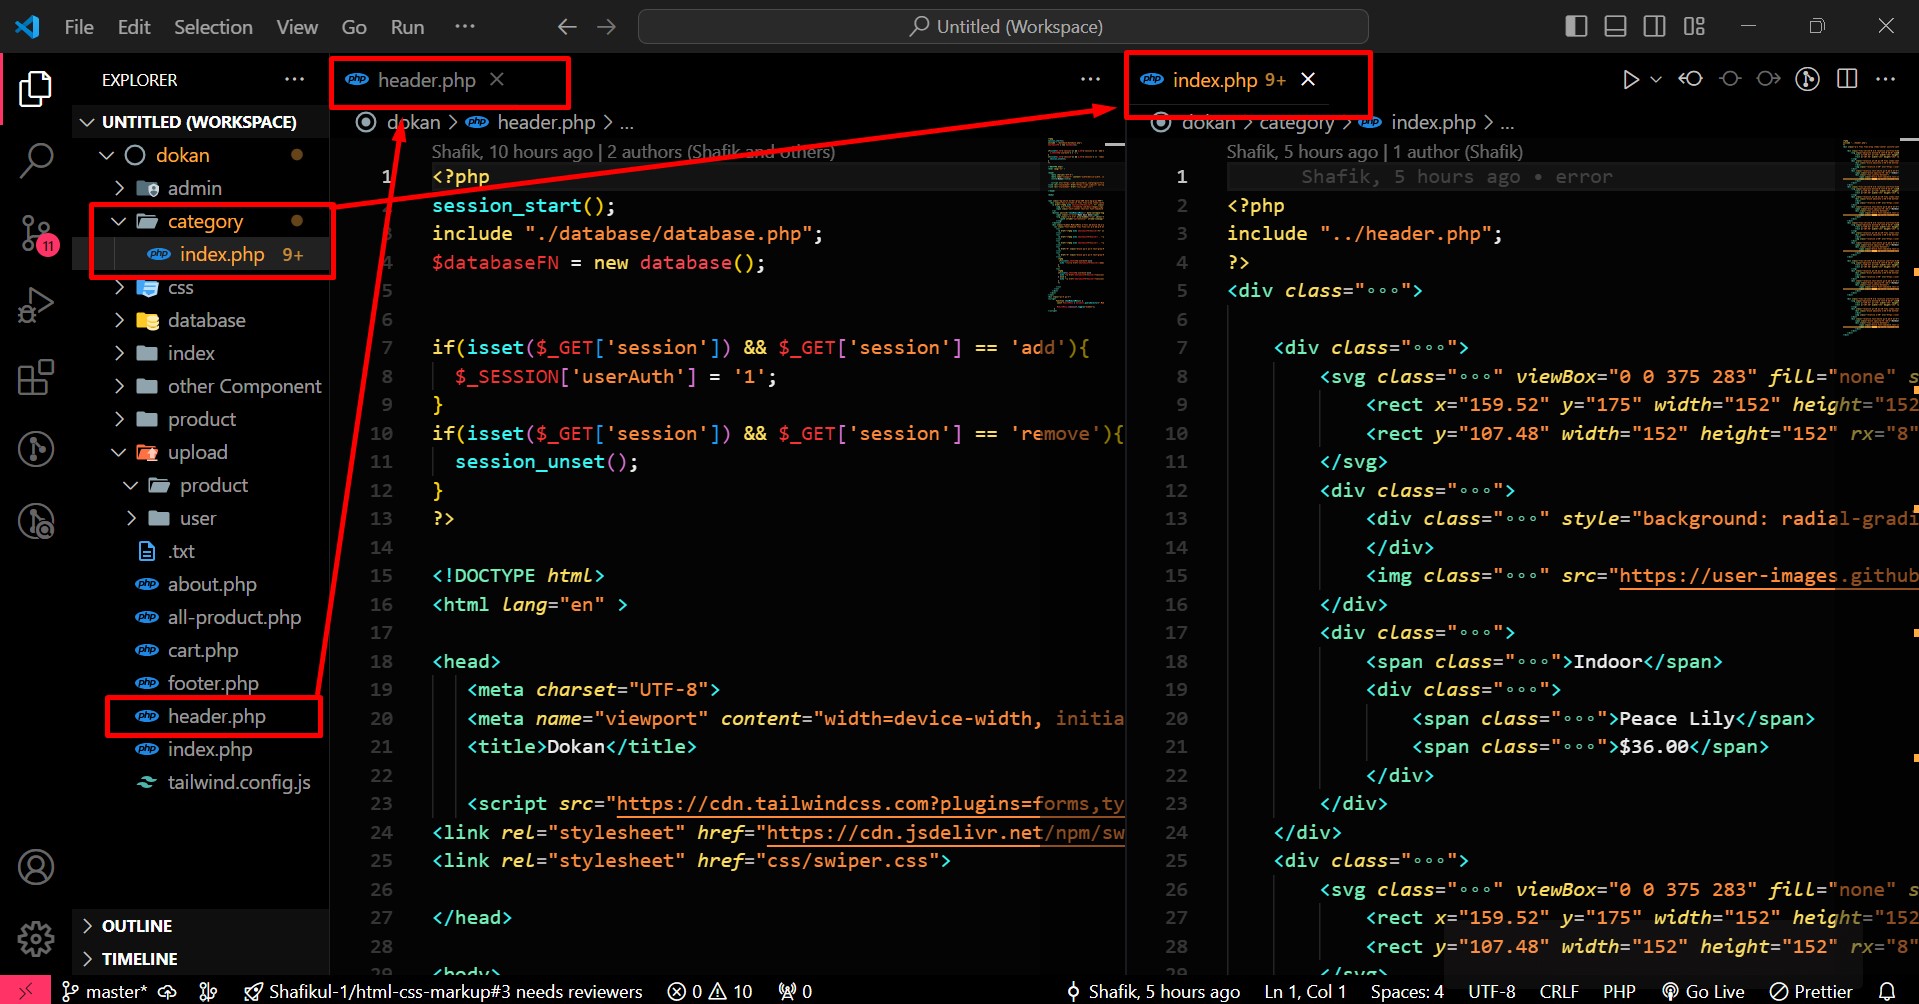 File Edit Selection View Go Run ···
Untitled (Workspace)
EXPLORER ···
UNTITLED (WORKSPACE)
dokan
admin
category
index.php 9+
css
database
index
other Component
product
upload
product
user
.txt
about.php
all-product.php
cart.php
footer.php
header.php
index.php
tailwind.config.js
OUTLINE
TIMELINE
11
header.php
dokan > header.php > ...
Shafik, 10 hours ago | 2 authors (Shafik and others)
1 <?php
session_start();
3 include "./database/database.php";
4 $databaseFN = new database();
5
6
7 if(isset($_GET['session']) && $_GET['session'] == 'add'){
8 $_SESSION['userAuth'] = '1';
9 }
10 if(isset($_GET['session']) && $_GET['session'] == 'remove'){
11 session_unset();
12 }
13 ?>
14
15 <!DOCTYPE html>
16 <html lang="en" >
17
18 <head>
19 <meta charset="UTF-8">
20 <meta name="viewport" content="width=device-width, initia
21 <title>Dokan</title>
22
23 <script src="https://cdn.tailwindcss.com?plugins=forms,ty
24 <link rel="stylesheet" href="https://cdn.jsdelivr.net/npm/sw
25 <link rel="stylesheet" href="css/swiper.css">
26
27 </head>
28
29 <body>
index.php 9+
dokan > category > index.php > ...
Shafik, 5 hours ago | 1 author (Shafik)
1 Shafik, 5 hours ago • error
2 <?php
3 include "../header.php";
4 ?>
5 <div class="∘∘∘">
6
7 <div class="∘∘∘">
8 <svg class="∘∘∘" viewBox="0 0 375 283" fill="none" s
9 <rect x="159.52" y="175" width="152" height="152
10 <rect y="107.48" width="152" height="152" rx="8"
11 </svg>
12 <div class="∘∘∘">
13 <div class="∘∘∘" style="background: radial-gradi
14 </div>
15 <img class="∘∘∘" src="https://user-images.github
16 </div>
17 <div class="∘∘∘">
18 <span class="∘∘∘">Indoor</span>
19 <div class="∘∘∘">
20 <span class="∘∘∘">Peace Lily</span>
21 <span class="∘∘∘">$36.00</span>
22 </div>
23 </div>
24 </div>
25 <div class="∘∘∘">
26 <svg class="∘∘∘" viewBox="0 0 375 283" fill="none" s
27 <rect x="159.52" y="175" width="152" height="152
28 <rect y="107.48" width="152" height="152" rx="8"
29 </svg>
master* Shafikul-1/html-css-markup#3 needs reviewers 0 10 0 Shafik, 5 hours ago Ln 1, Col 1 Spaces: 4 UTF-8 CRLF PHP Go Live Prettier